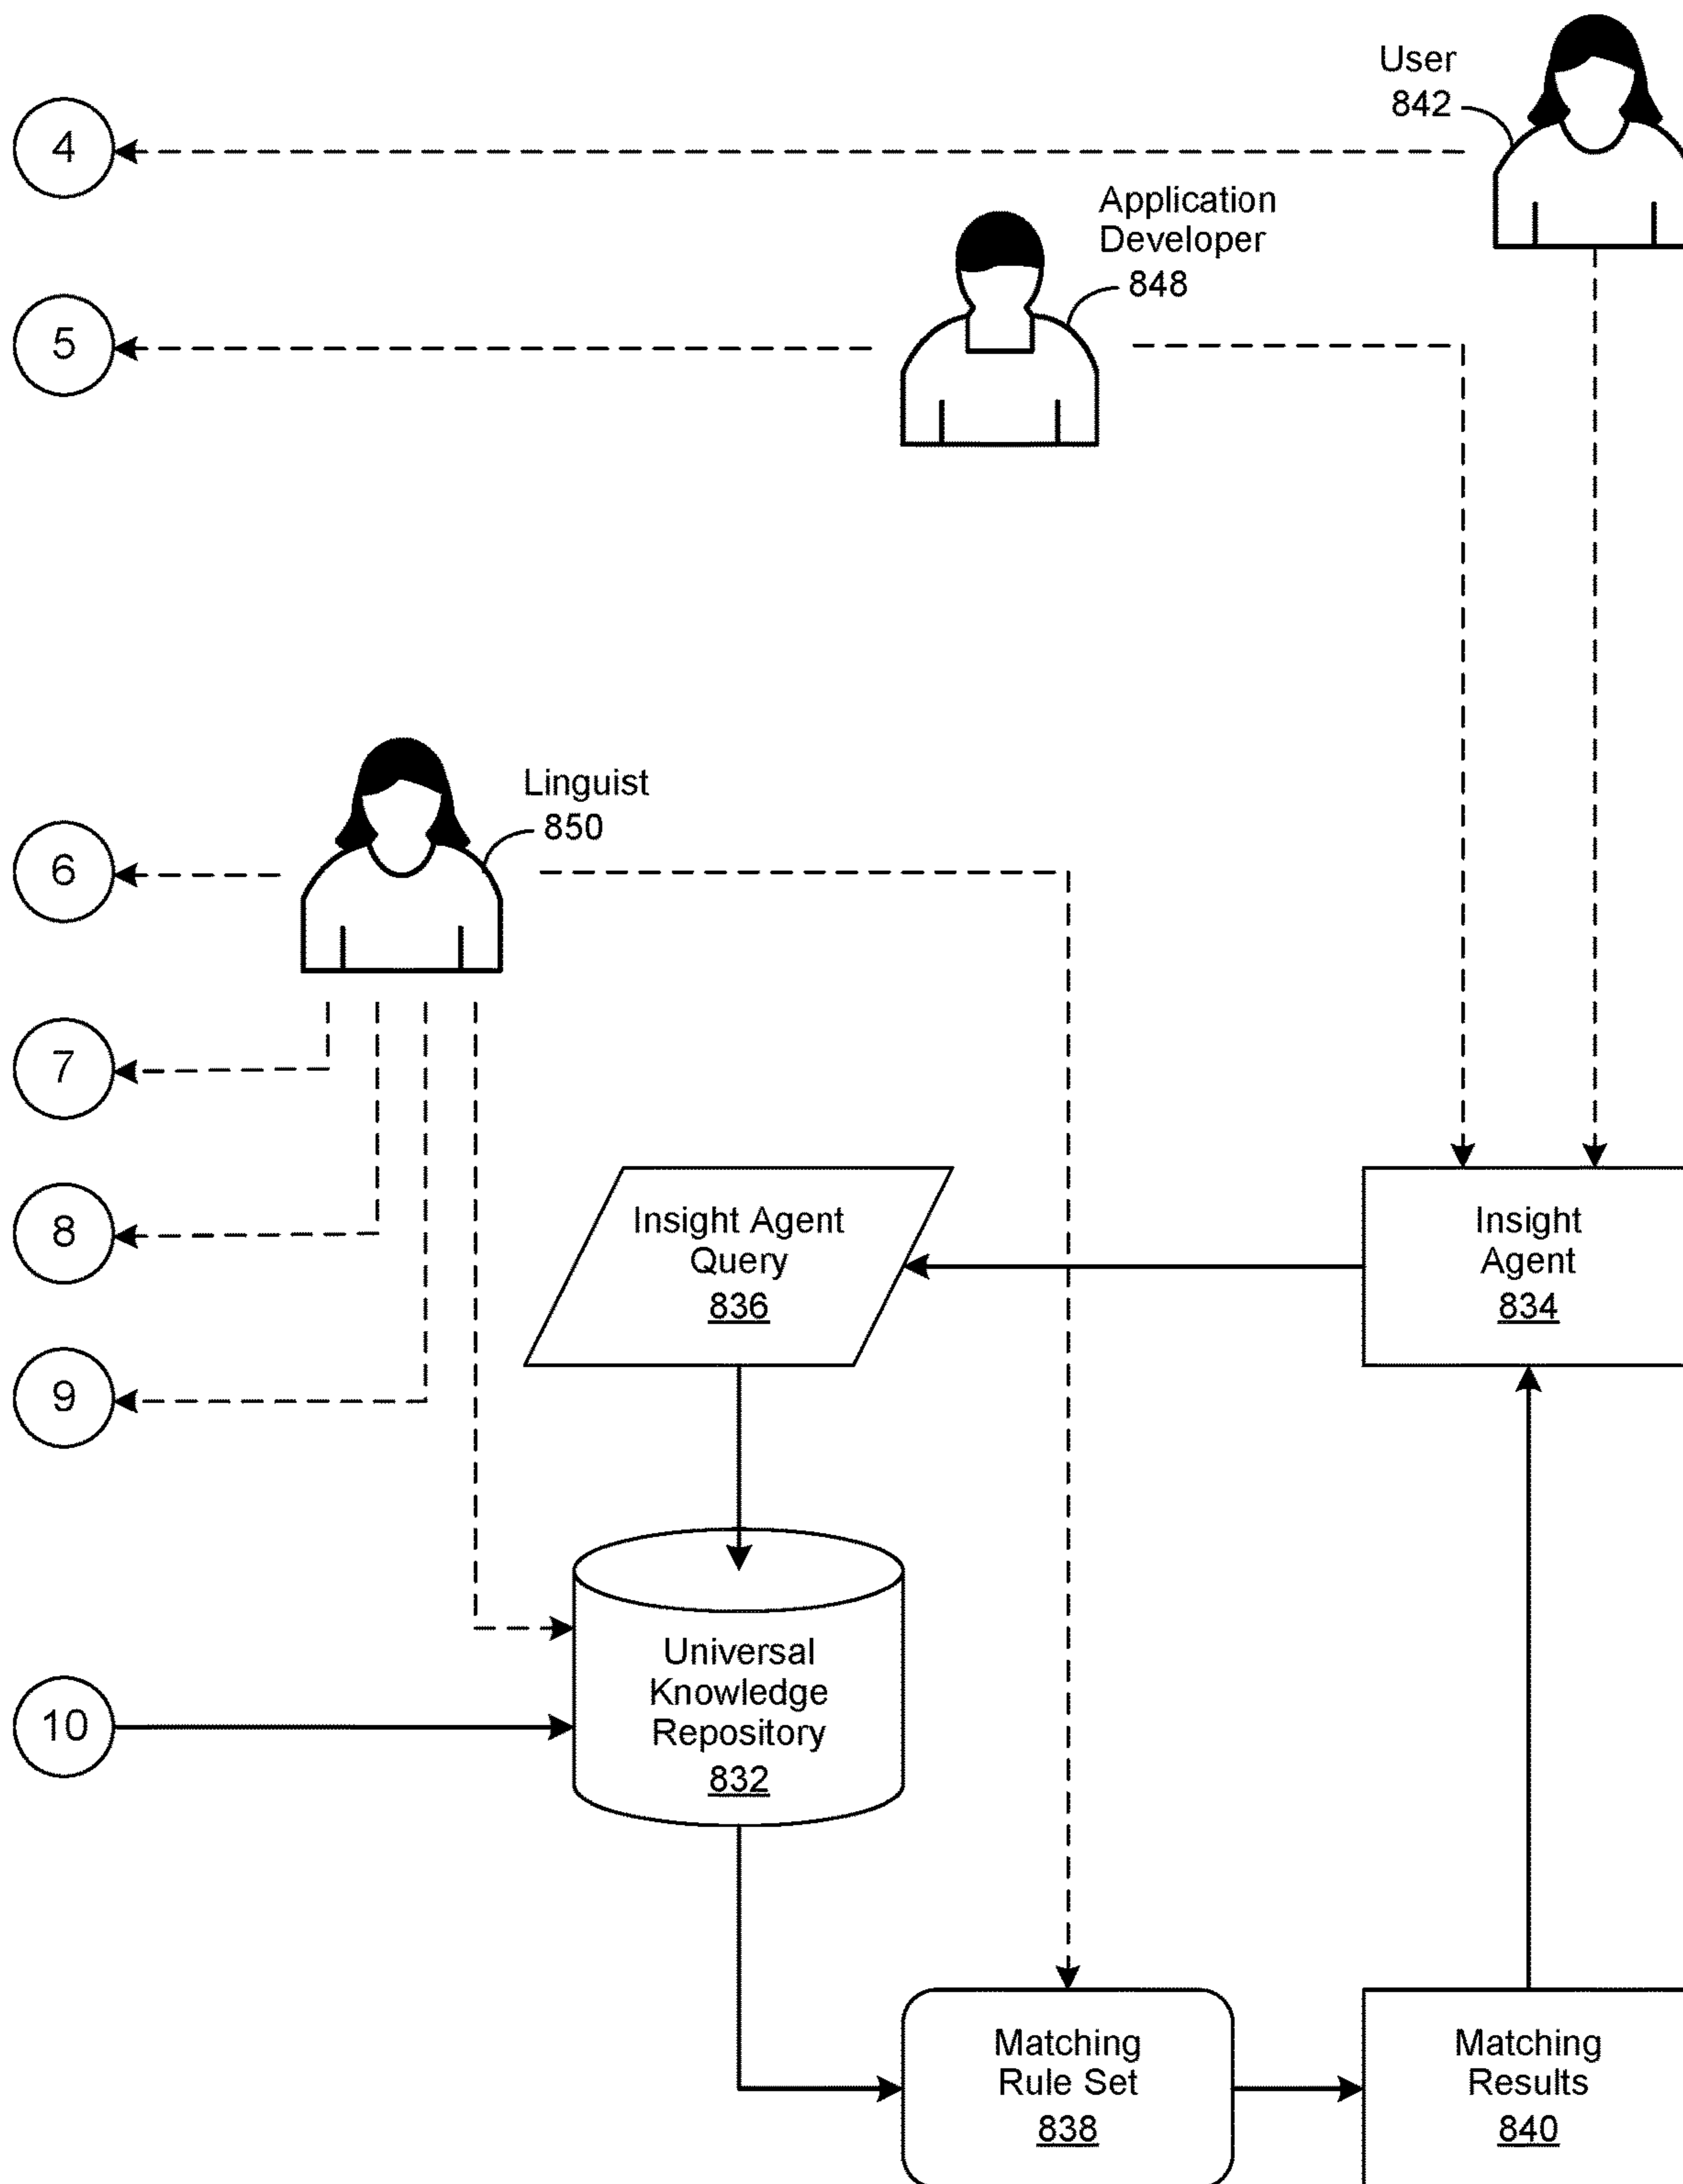 User
842
4
Application
Developer
848
5
Linguist
850
6
7
Insight Agent
Query
836
Insight
Agent
834
8
9
Universal
Knowledge
Repository
832
10
Matching
Rule Set
838
Matching
Results
840